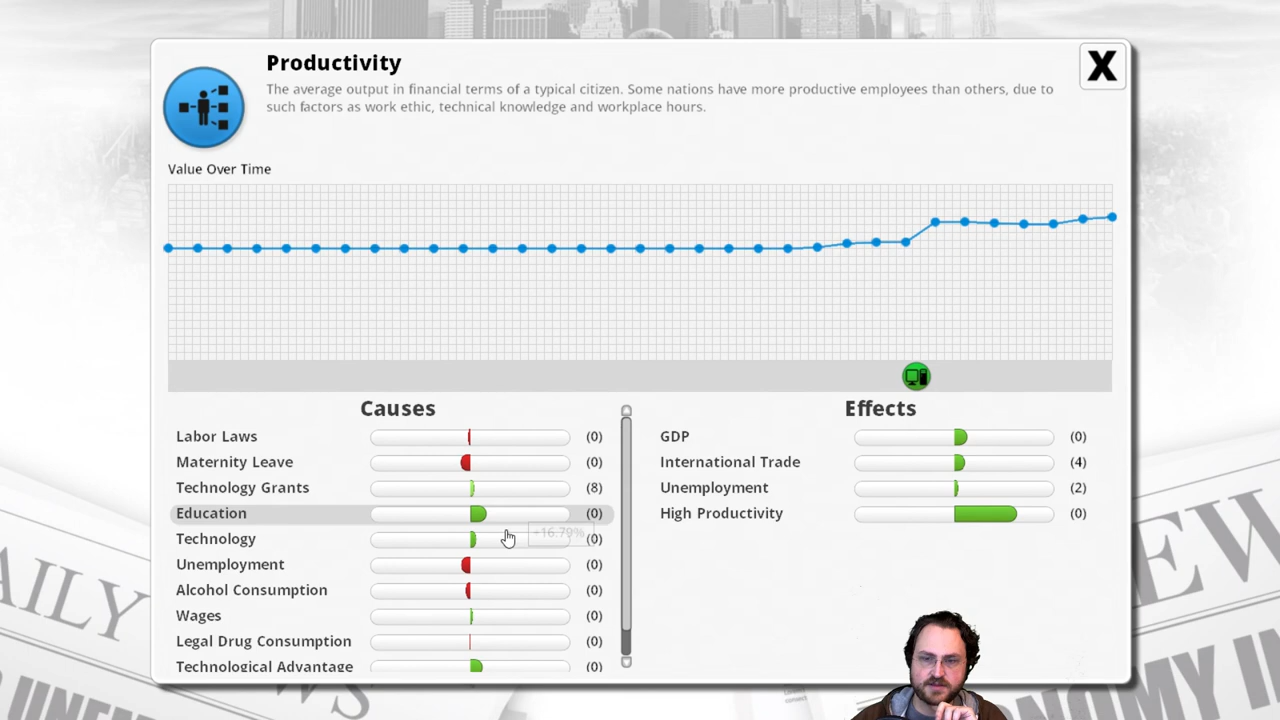 Productivity
X
The average output in financial terms of a typical citizen. Some nations have more productive employees than others, due to
such factors as work ethic, technical knowledge and workplace hours.
Value Over Time
Causes
Labor Laws (0)
Maternity Leave (0)
Technology Grants (8)
Education (0)
+16.79%
Technology (0)
Unemployment (0)
Alcohol Consumption (0)
Wages (0)
Legal Drug Consumption (0)
Technological Advantage (0)
Effects
GDP (0)
International Trade (4)
Unemployment (2)
High Productivity (0)